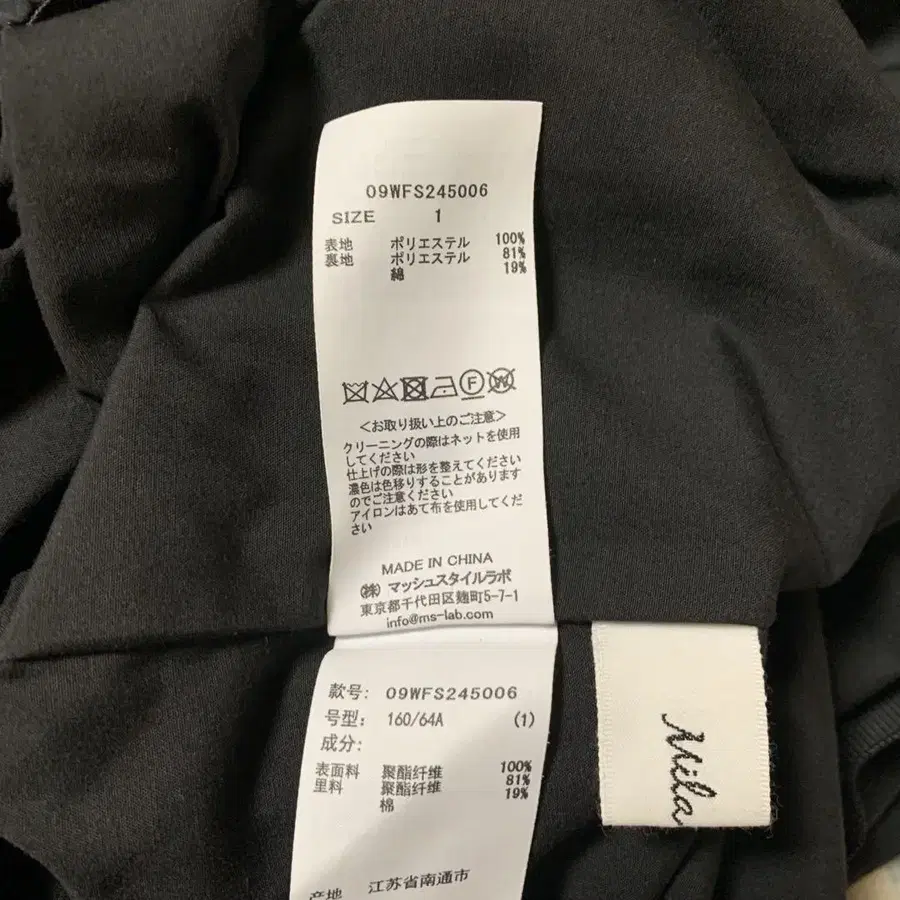 09WFS245006
SIZE 1
表地 ポリエステル 100%
裏地 ポリエステル 81%
綿 19%
F
W
<お取り扱い上のご注意>
クリーニングの際はネットを使用
してください
仕上げの際は形を整えてください
濃色は色移りすることがあります
のでご注意ください
アイロンはあて布を使用してくだ
さい
MADE IN CHINA
㈱ マッシュスタイルラボ
東京都千代田区麹町5-7-1
info@ms-lab.com
款号: 09WFS245006
号型: 160/64A (1)
成分:
表面料 聚酯纤维 100%
里料 聚酯纤维 81%
棉 19%
产地 江苏省南通市
Mila